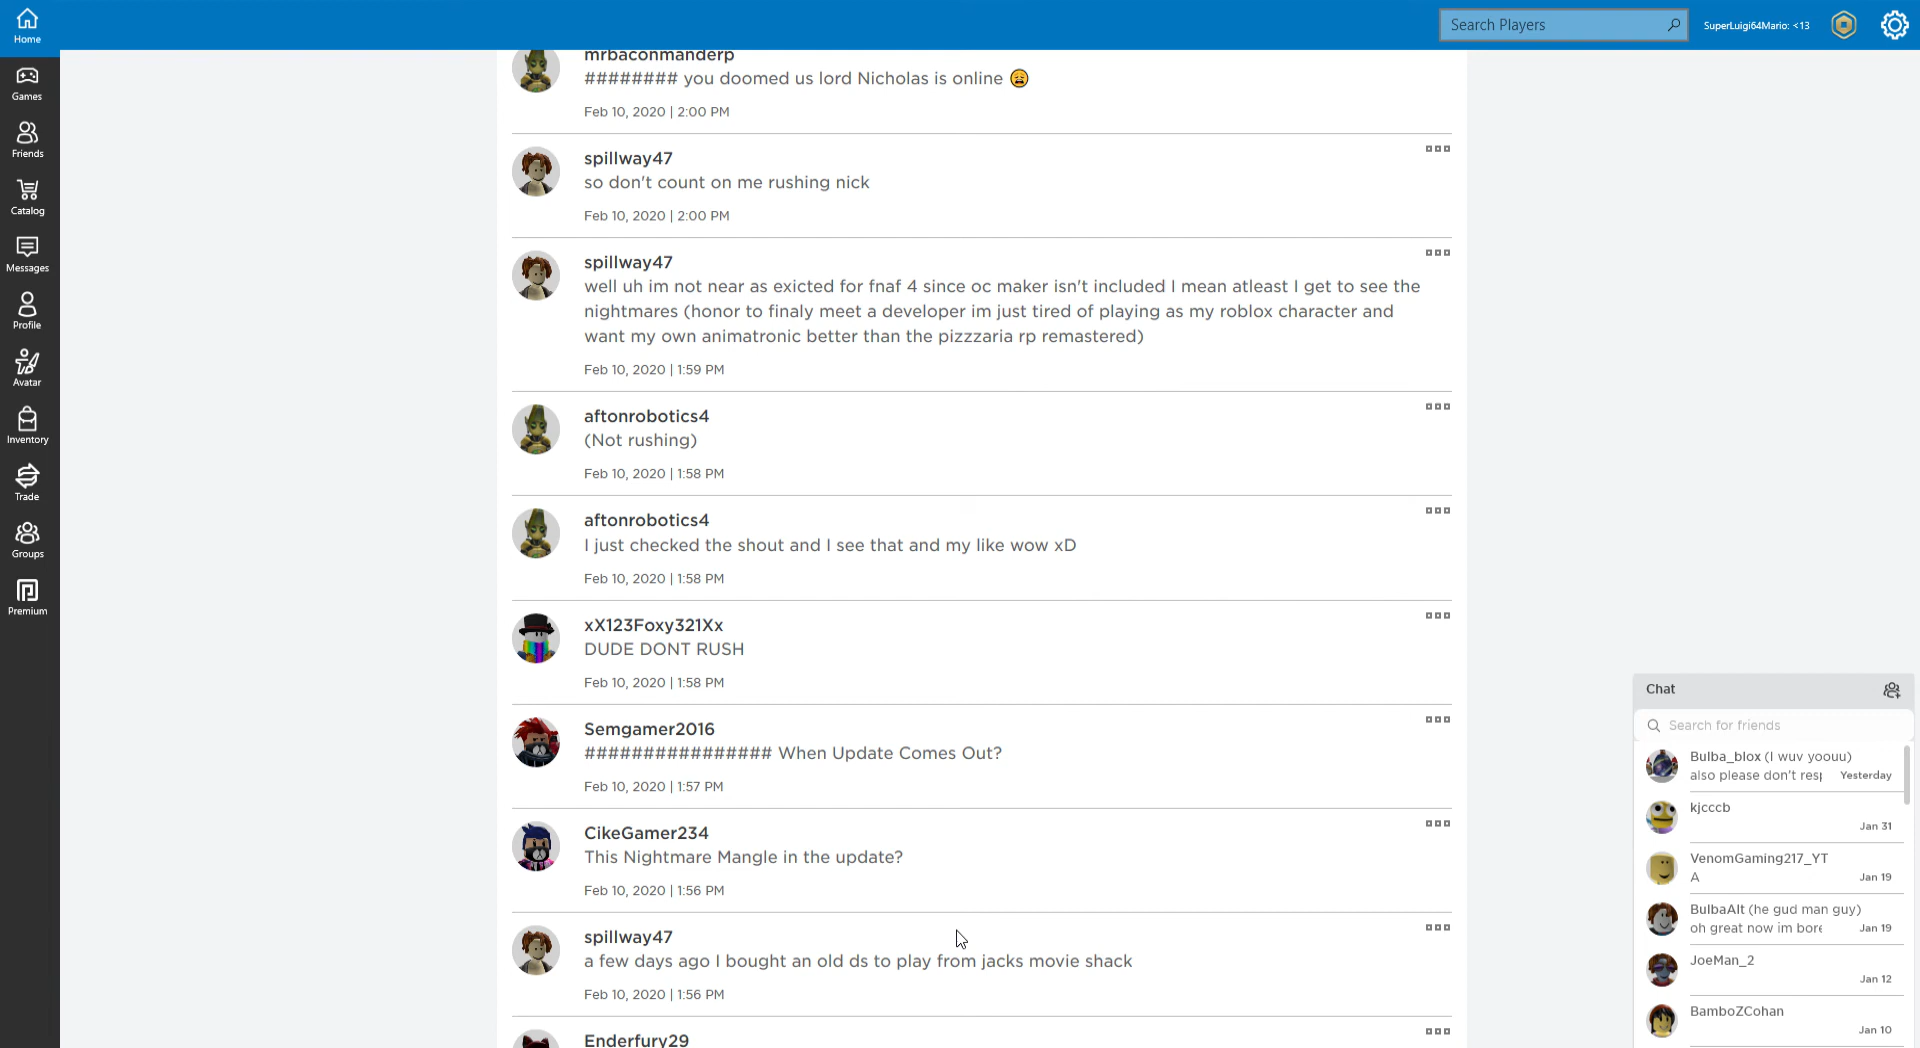 Home
Search Players
SuperLuigi64Mario: <13
Games
Friends
Catalog
Messages
Profile
Avatar
Inventory
Trade
Groups
Premium
mrbaconmanderp
######## you doomed us lord Nicholas is online 😩
Feb 10, 2020 | 2:00 PM
spillway47
so don't count on me rushing nick
Feb 10, 2020 | 2:00 PM
spillway47
well uh im not near as exicted for fnaf 4 since oc maker isn't included I mean atleast I get to see the
nightmares (honor to finaly meet a developer im just tired of playing as my roblox character and
want my own animatronic better than the pizzzaria rp remastered)
Feb 10, 2020 | 1:59 PM
aftonrobotics4
(Not rushing)
Feb 10, 2020 | 1:58 PM
aftonrobotics4
I just checked the shout and I see that and my like wow xD
Feb 10, 2020 | 1:58 PM
xX123Foxy321Xx
DUDE DONT RUSH
Feb 10, 2020 | 1:58 PM
Semgamer2016
################ When Update Comes Out?
Feb 10, 2020 | 1:57 PM
CikeGamer234
This Nightmare Mangle in the update?
Feb 10, 2020 | 1:56 PM
spillway47
a few days ago I bought an old ds to play from jacks movie shack
Feb 10, 2020 | 1:56 PM
Enderfury29
Chat
Search for friends
Bulba_blox (I wuv yoouu)
also please don't resp Yesterday
kjcccb
Jan 31
VenomGaming217_YT
A Jan 19
BulbaAlt (he gud man guy)
oh great now im bore Jan 19
JoeMan_2
Jan 12
BamboZCohan
Jan 10